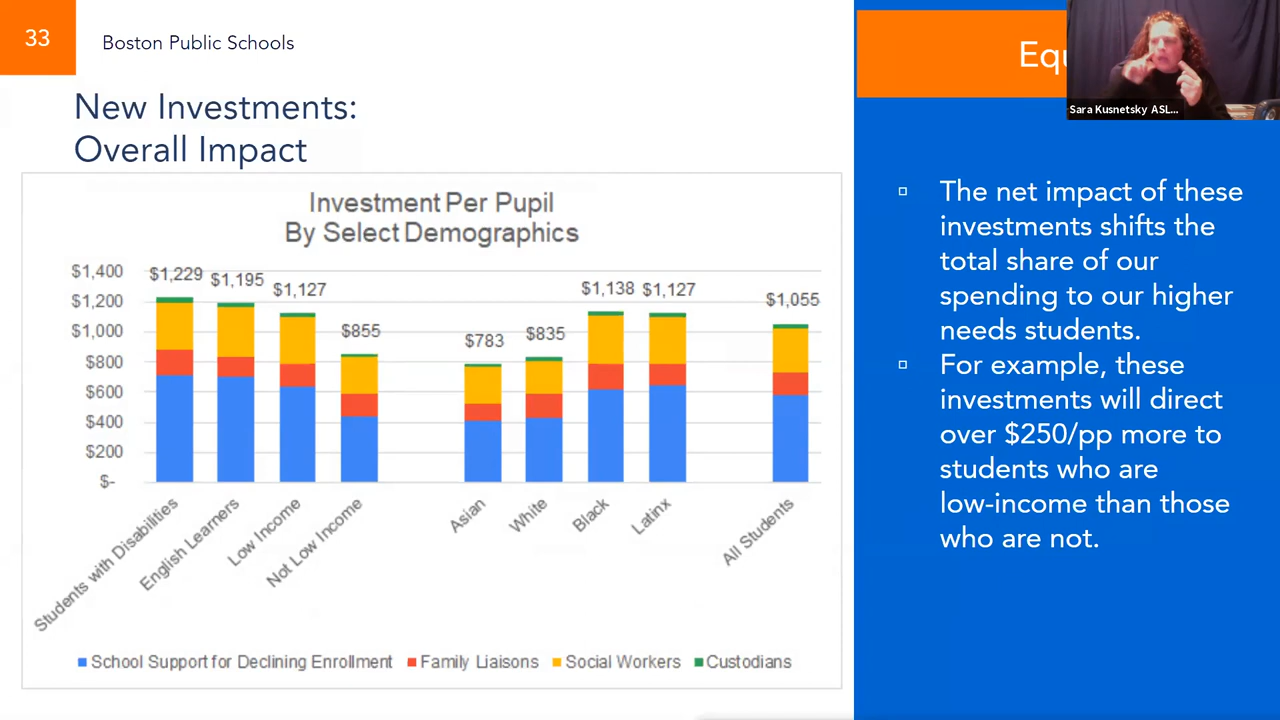 33
Boston Public Schools
New Investments:
Overall Impact
Investment Per Pupil
By Select Demographics
$1,400
$1,200
$1,000
$800
$600
$400
$200
$-
$1,229
$1,195
$1,127
$855
$783
$835
$1,138
$1,127
$1,055
Students with Disabilities
English Learners
Low Income
Not Low Income
Asian
White
Black
Latinx
All Students
School Support for Declining Enrollment
Family Liaisons
Social Workers
Custodians
Sara Kusnetsky ASL...
The net impact of these
investments shifts the
total share of our
spending to our higher
needs students.
For example, these
investments will direct
over $250/pp more to
students who are
low-income than those
who are not.